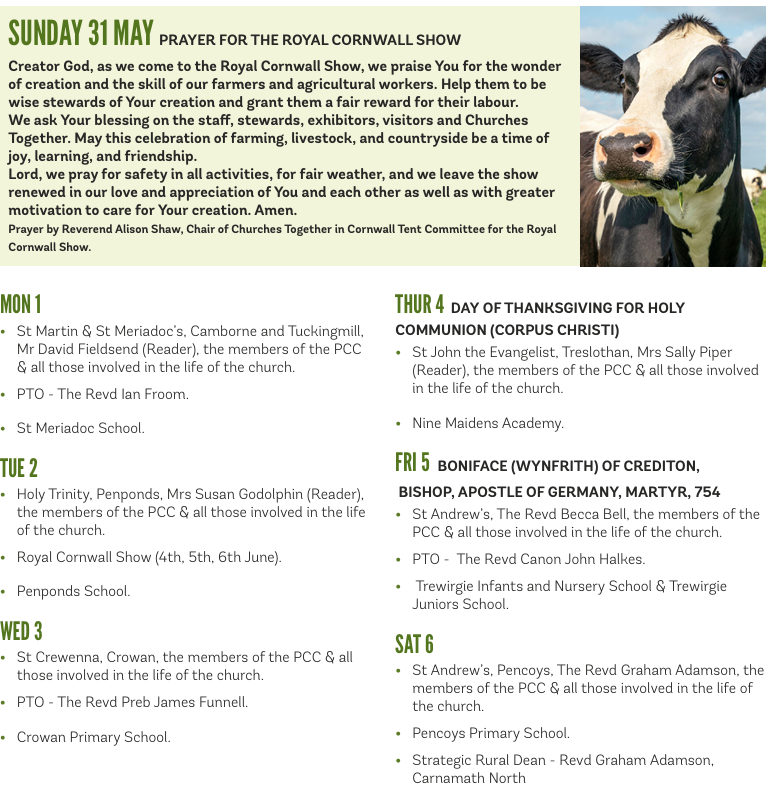 SUNDAY 31 MAY PRAYER FOR THE ROYAL CORNWALL SHOW
Creator God, as we come to the Royal Cornwall Show, we praise You for the wonder
of creation and the skill of our farmers and agricultural workers. Help them to be
wise stewards of Your creation and grant them a fair reward for their labour.
We ask Your blessing on the staff, stewards, exhibitors, visitors and Churches
Together. May this celebration of farming, livestock, and countryside be a time of
joy, learning, and friendship.
Lord, we pray for safety in all activities, for fair weather, and we leave the show
renewed in our love and appreciation of You and each other as well as with greater
motivation to care for Your creation. Amen.
Prayer by Reverend Alison Shaw, Chair of Churches Together in Cornwall Tent Committee for the Royal
Cornwall Show.
MON 1
• St Martin & St Meriadoc's, Camborne and Tuckingmill,
Mr David Fieldsend (Reader), the members of the PCC
& all those involved in the life of the church.
• PTO - The Revd Ian Froom.
• St Meriadoc School.
TUE 2
• Holy Trinity, Penponds, Mrs Susan Godolphin (Reader),
the members of the PCC & all those involved in the life
of the church.
• Royal Cornwall Show (4th, 5th, 6th June).
• Penponds School.
WED 3
• St Crewenna, Crowan, the members of the PCC & all
those involved in the life of the church.
• PTO - The Revd Preb James Funnell.
• Crowan Primary School.
THUR 4 DAY OF THANKSGIVING FOR HOLY
COMMUNION (CORPUS CHRISTI)
• St John the Evangelist, Treslothan, Mrs Sally Piper
(Reader), the members of the PCC & all those involved
in the life of the church.
• Nine Maidens Academy.
FRI 5 BONIFACE (WYNFRITH) OF CREDITON,
BISHOP, APOSTLE OF GERMANY, MARTYR, 754
• St Andrew's, The Revd Becca Bell, the members of the
PCC & all those involved in the life of the church.
• PTO - The Revd Canon John Halkes.
• Trewirgie Infants and Nursery School & Trewirgie
Juniors School.
SAT 6
• St Andrew's, Pencoys, The Revd Graham Adamson, the
members of the PCC & all those involved in the life of
the church.
• Pencoys Primary School.
• Strategic Rural Dean - Revd Graham Adamson,
Carnamath North